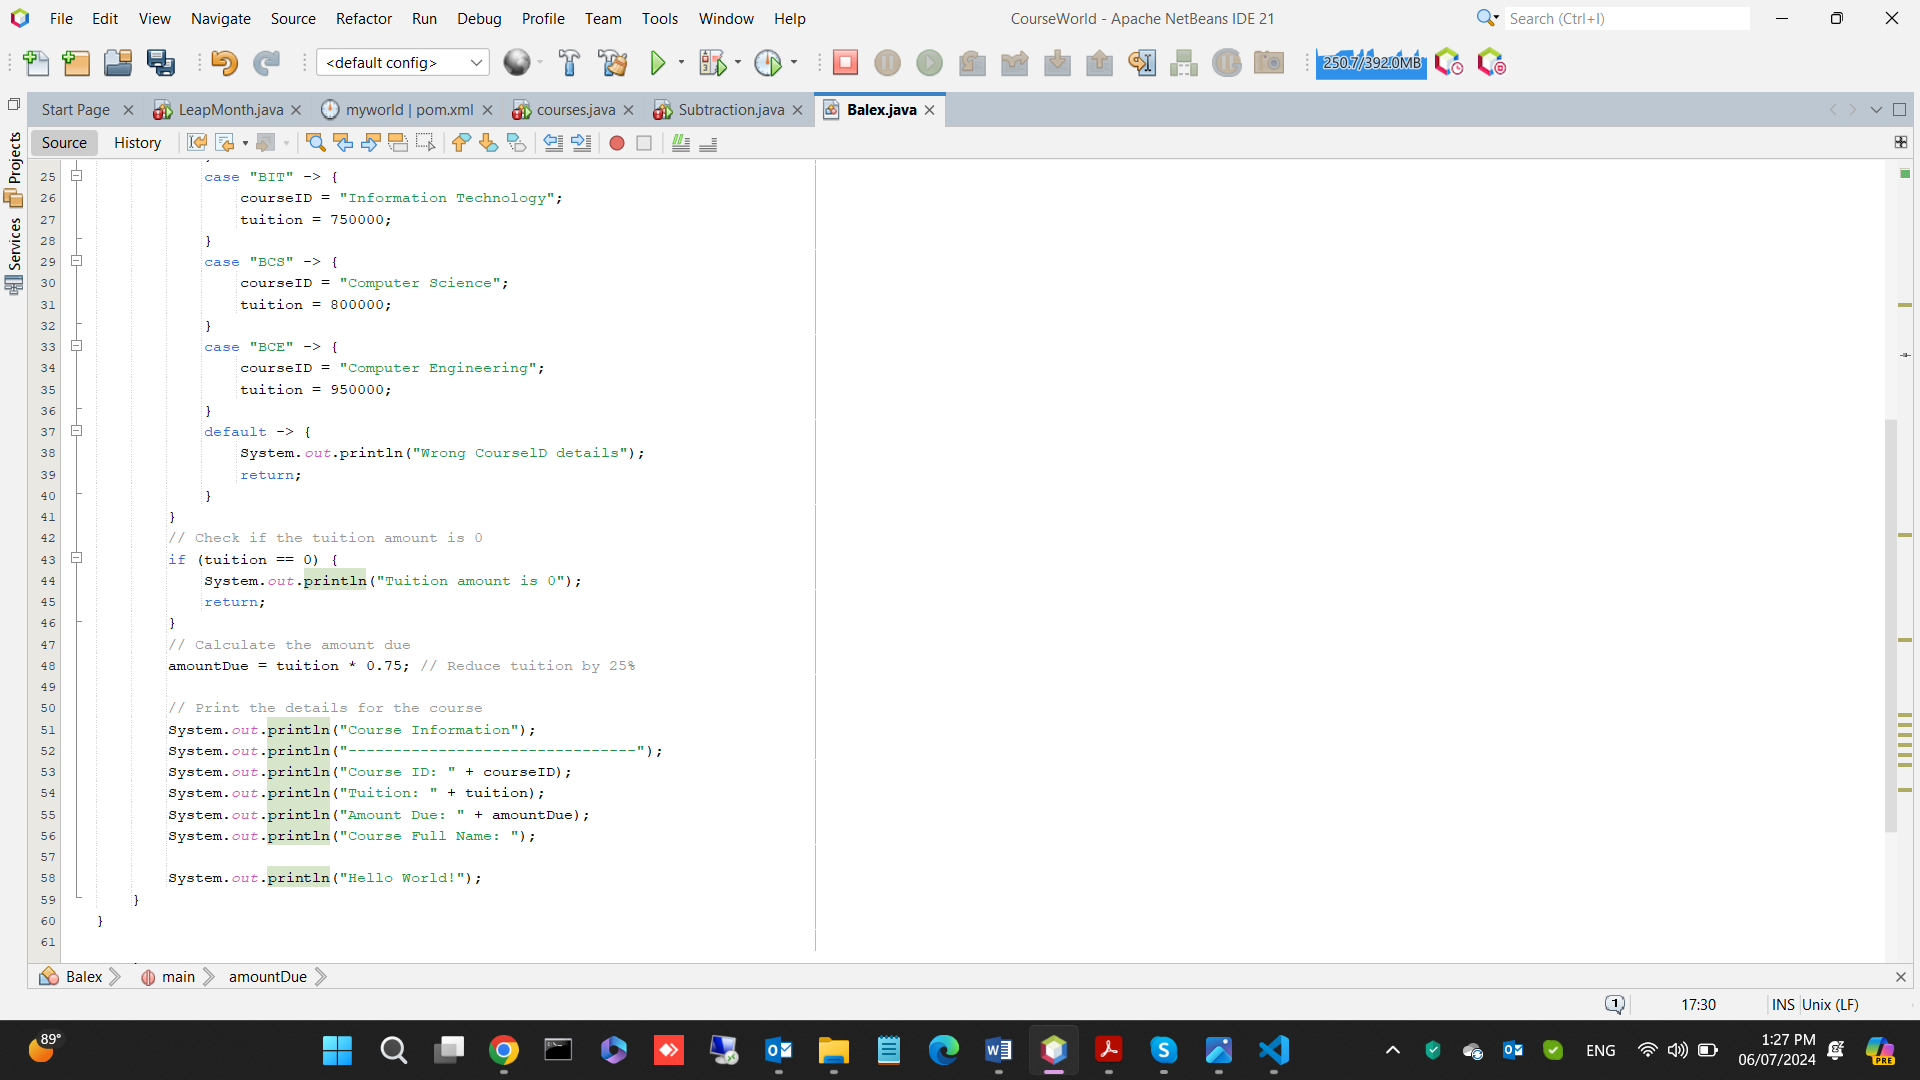 File Edit View Navigate Source Refactor Run Debug Profile Team Tools Window Help
CourseWorld - Apache NetBeans IDE 21
Search (Ctrl+I)
<default config>
250.7/392.0MB
Start Page
LeapMonth.java
myworld | pom.xml
courses.java
Subtraction.java
Balex.java
Source History
Projects
Services
25 case "BIT" -> {
26 courseID = "Information Technology";
27 tuition = 750000;
28 }
29 case "BCS" -> {
30 courseID = "Computer Science";
31 tuition = 800000;
32 }
33 case "BCE" -> {
34 courseID = "Computer Engineering";
35 tuition = 950000;
36 }
37 default -> {
38 System.out.println("Wrong CourselD details");
39 return;
40 }
41 }
42 // Check if the tuition amount is 0
43 if (tuition == 0) {
44 System.out.println("Tuition amount is 0");
45 return;
46 }
47 // Calculate the amount due
48 amountDue = tuition * 0.75; // Reduce tuition by 25%
49
50 // Print the details for the course
51 System.out.println("Course Information");
52 System.out.println("--------------------------------");
53 System.out.println("Course ID: " + courseID);
54 System.out.println("Tuition: " + tuition);
55 System.out.println("Amount Due: " + amountDue);
56 System.out.println("Course Full Name: ");
57
58 System.out.println("Hello World!");
59 }
60 }
61
Balex main amountDue
1 17:30 INS Unix (LF)
89°
ENG
1:27 PM
06/07/2024
PRE